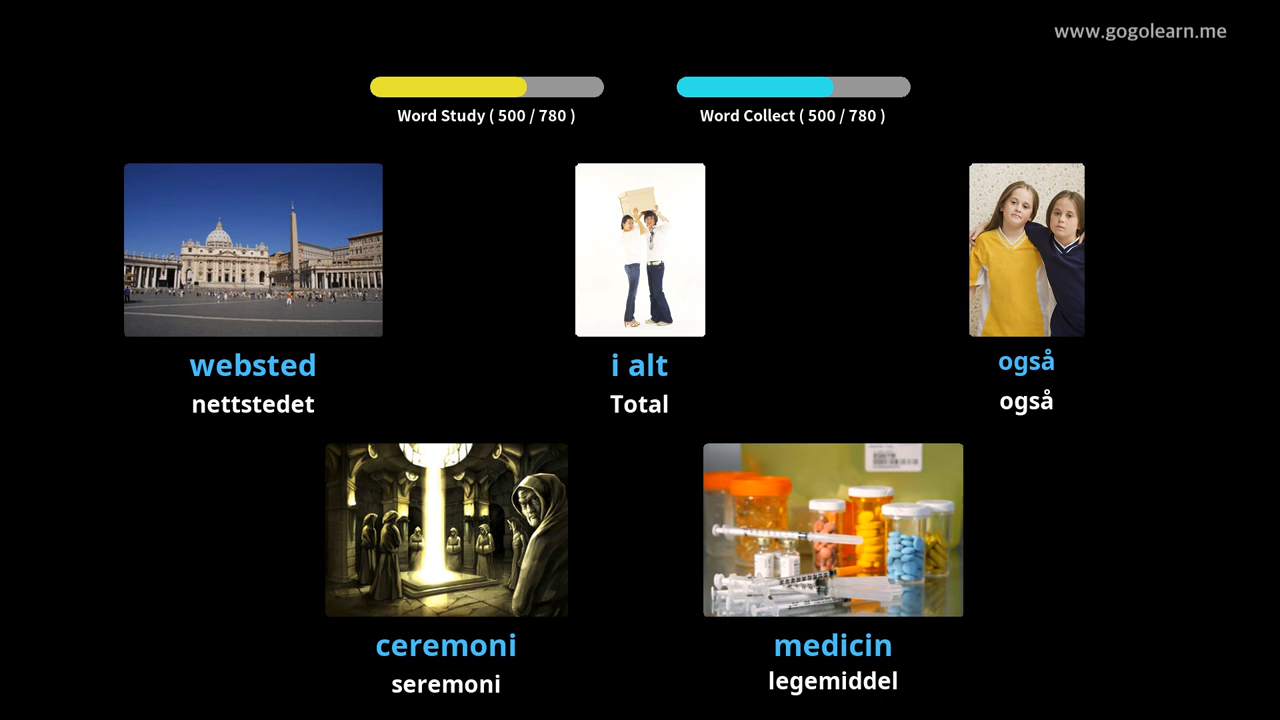 www.gogolearn.me
Word Study ( 500 / 780 )
Word Collect ( 500 / 780 )
websted
nettstedet
i alt
Total
også
også
ceremoni
seremoni
medicin
legemiddel